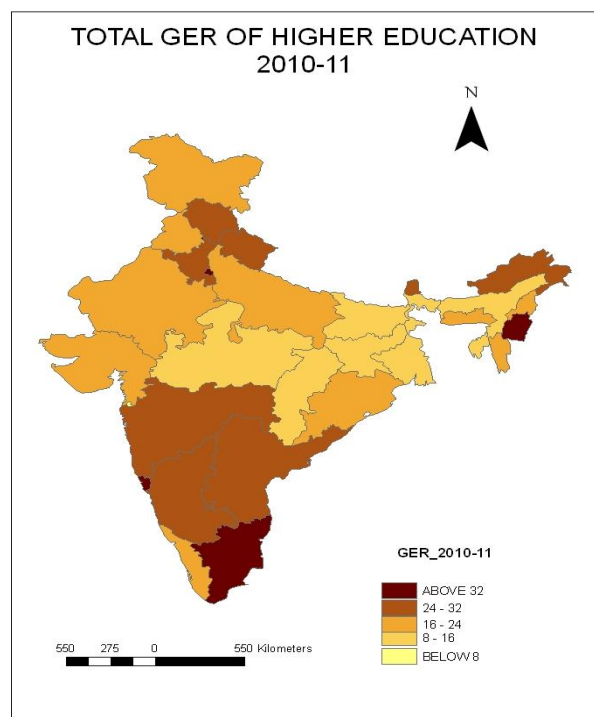 TOTAL GER OF HIGHER EDUCATION
2010-11
N
GER_2010-11
ABOVE 32
24 - 32
16 - 24
8 - 16
BELOW 8
550 275 0 550 Kilometers